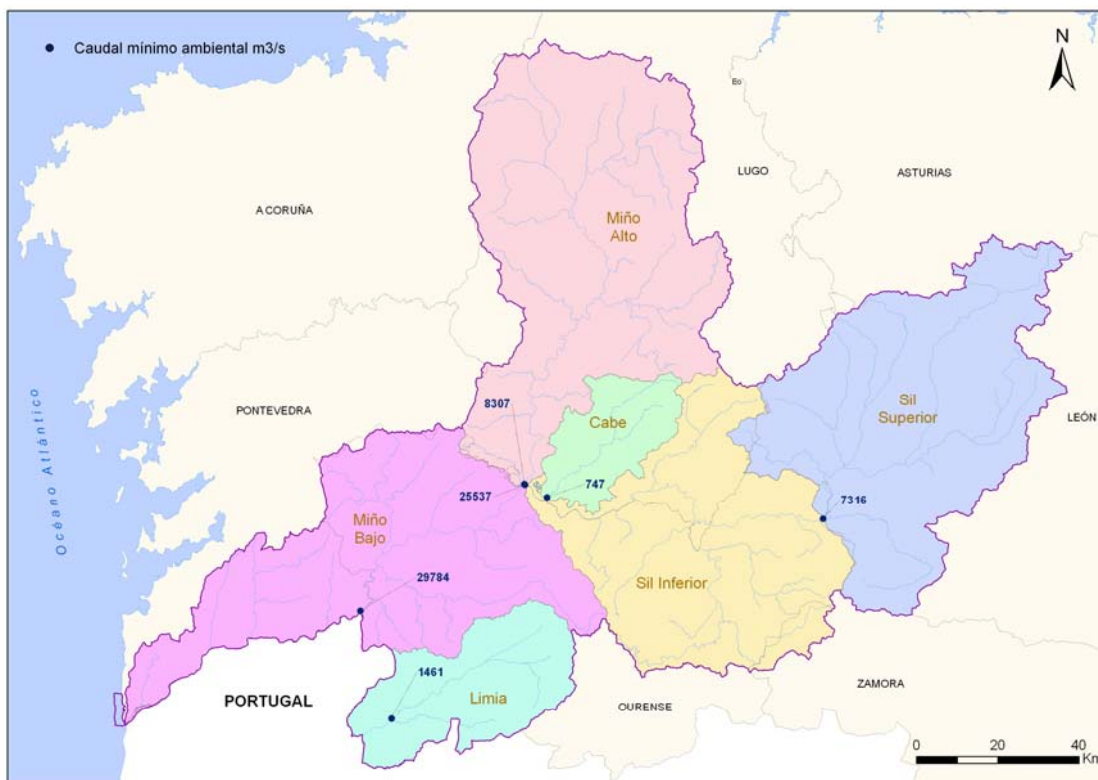 Caudal mínimo ambiental m3/s
N
Eo
LUGO
ASTURIAS
A CORUÑA
Miño
Alto
Océano Atlántico
PONTEVEDRA
8307
Cabe
Sil
Superior
LEÓN
25537
747
7316
Miño
Bajo
29784
Sil Inferior
1461
PORTUGAL
Limia
OURENSE
ZAMORA
0 20 40
Km